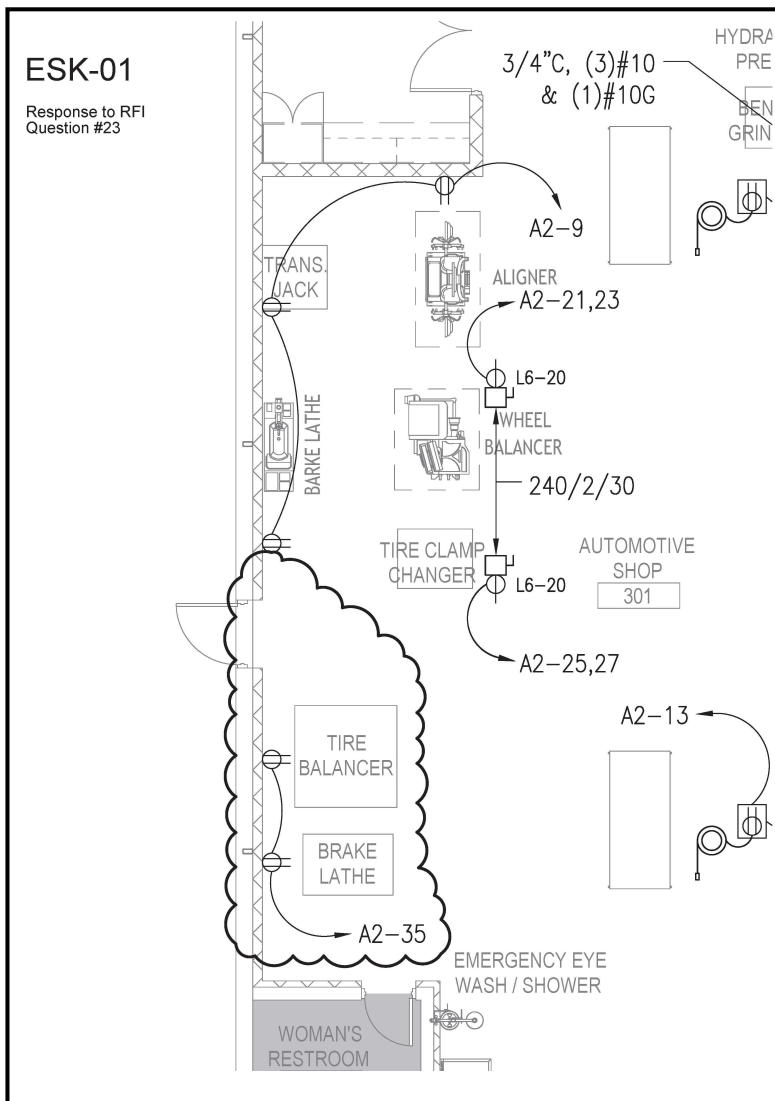 ESK-01
Response to RFI
Question #23
3/4"C, (3)#10
& (1)#10G
HYDRA
PRE
BEN
GRIN
A2-9
TRANS.
JACK
ALIGNER
A2-21,23
L6-20
WHEEL
BALANCER
BARKE LATHE
240/2/30
TIRE CLAMP
CHANGER
L6-20
AUTOMOTIVE
SHOP
301
A2-25,27
A2-13
TIRE
BALANCER
BRAKE
LATHE
A2-35
EMERGENCY EYE
WASH / SHOWER
WOMAN'S
RESTROOM